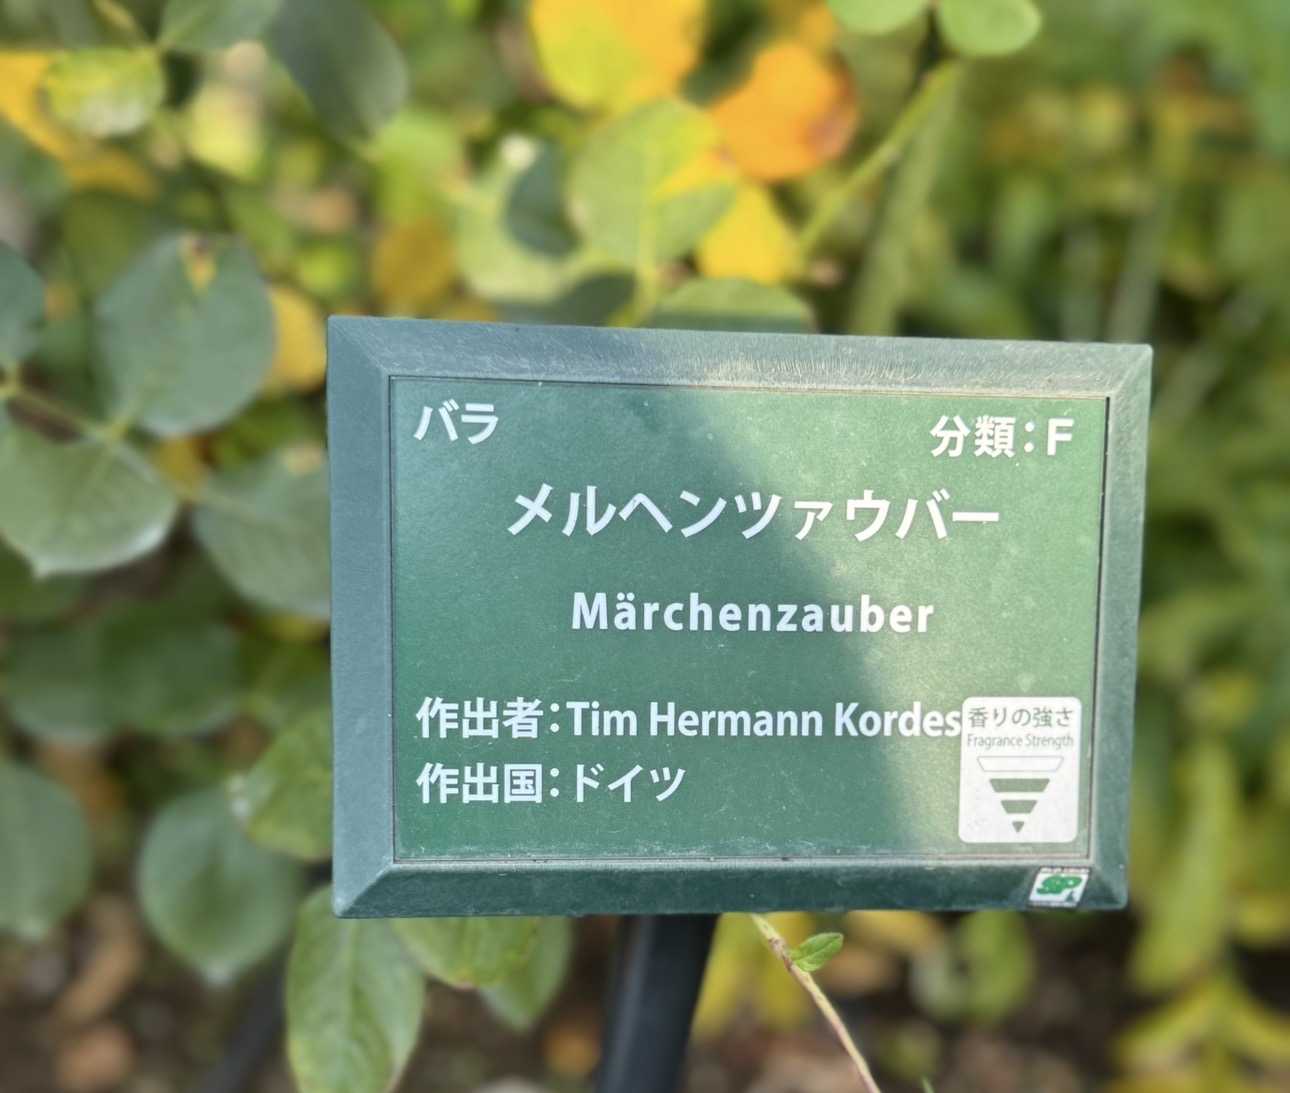 バラ
分類：F
メルヘンツァウバー
Märchenzauber
作出者：Tim Hermann Kordes
作出国：ドイツ
香りの強さ
Fragrance Strength